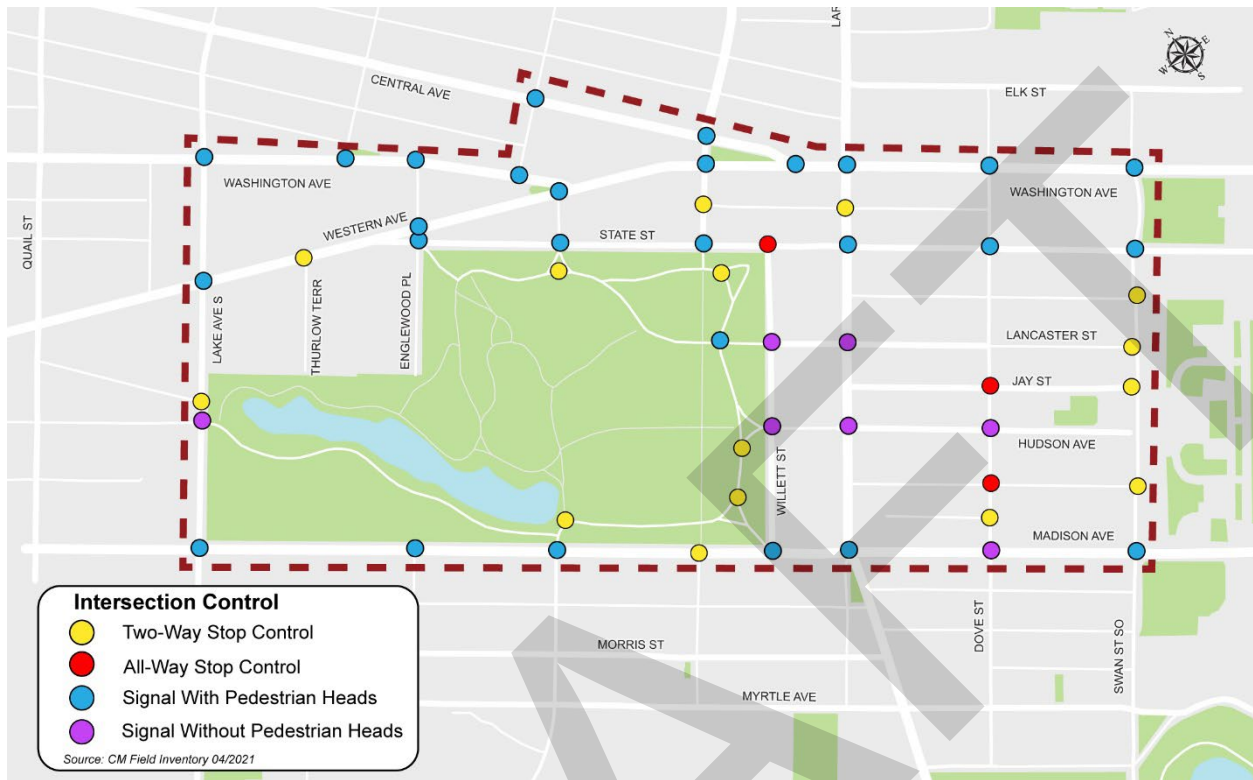 LAR
N
E
W
S
CENTRAL AVE
ELK ST
WASHINGTON AVE
WASHINGTON AVE
WESTERN AVE
STATE ST
QUAIL ST
LAKE AVE S
THURLOW TERR
ENGLEWOOD PL
LANCASTER ST
JAY ST
HUDSON AVE
WILLETT ST
MADISON AVE
Intersection Control
Two-Way Stop Control
All-Way Stop Control
Signal With Pedestrian Heads
Signal Without Pedestrian Heads
Source: CM Field Inventory 04/2021
MORRIS ST
MYRTLE AVE
DOVE ST
SWAN ST SO